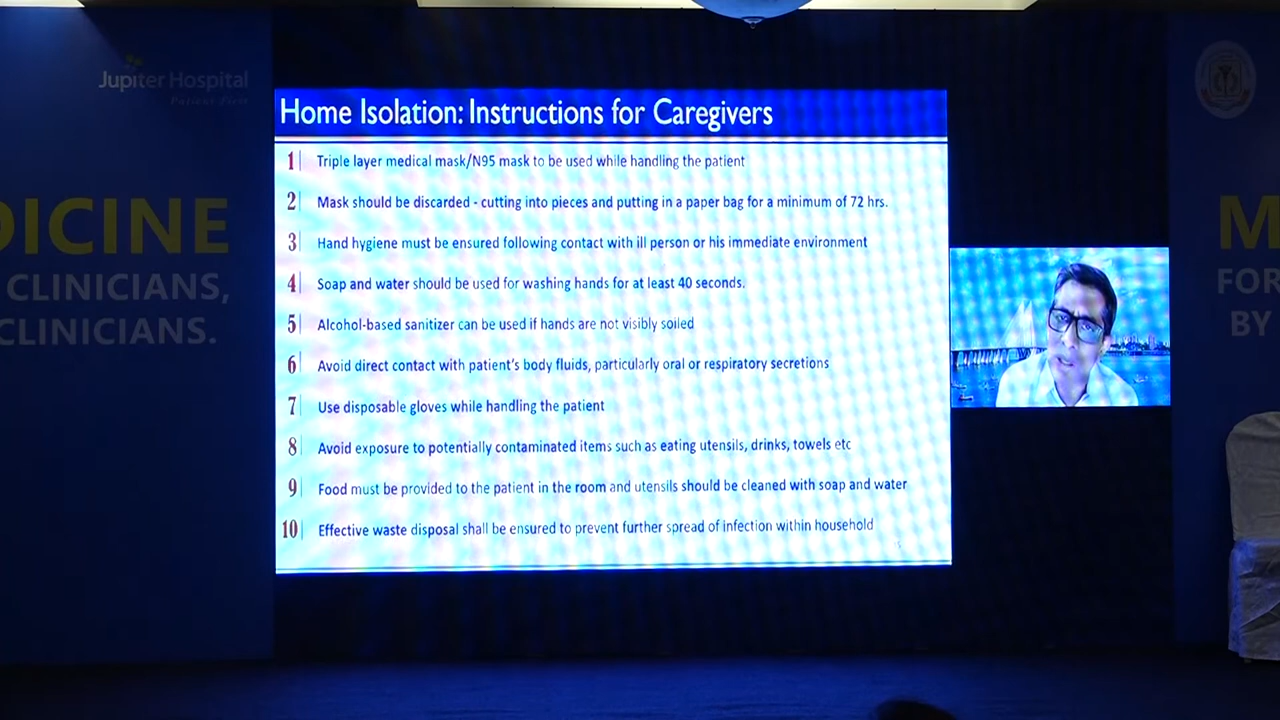 Jupiter Hospital
Patient First
DICINE
CLINICIANS,
CLINICIANS.
Home Isolation: Instructions for Caregivers
1 Triple layer medical mask/N95 mask to be used while handling the patient
2 Mask should be discarded - cutting into pieces and putting in a paper bag for a minimum of 72 hrs.
3 Hand hygiene must be ensured following contact with ill person or his immediate environment
4 Soap and water should be used for washing hands for at least 40 seconds.
5 Alcohol-based sanitizer can be used if hands are not visibly soiled
6 Avoid direct contact with patient's body fluids, particularly oral or respiratory secretions
7 Use disposable gloves while handling the patient
8 Avoid exposure to potentially contaminated items such as eating utensils, drinks, towels etc
9 Food must be provided to the patient in the room and utensils should be cleaned with soap and water
10 Effective waste disposal shall be ensured to prevent further spread of infection within household
M
FOR
BY